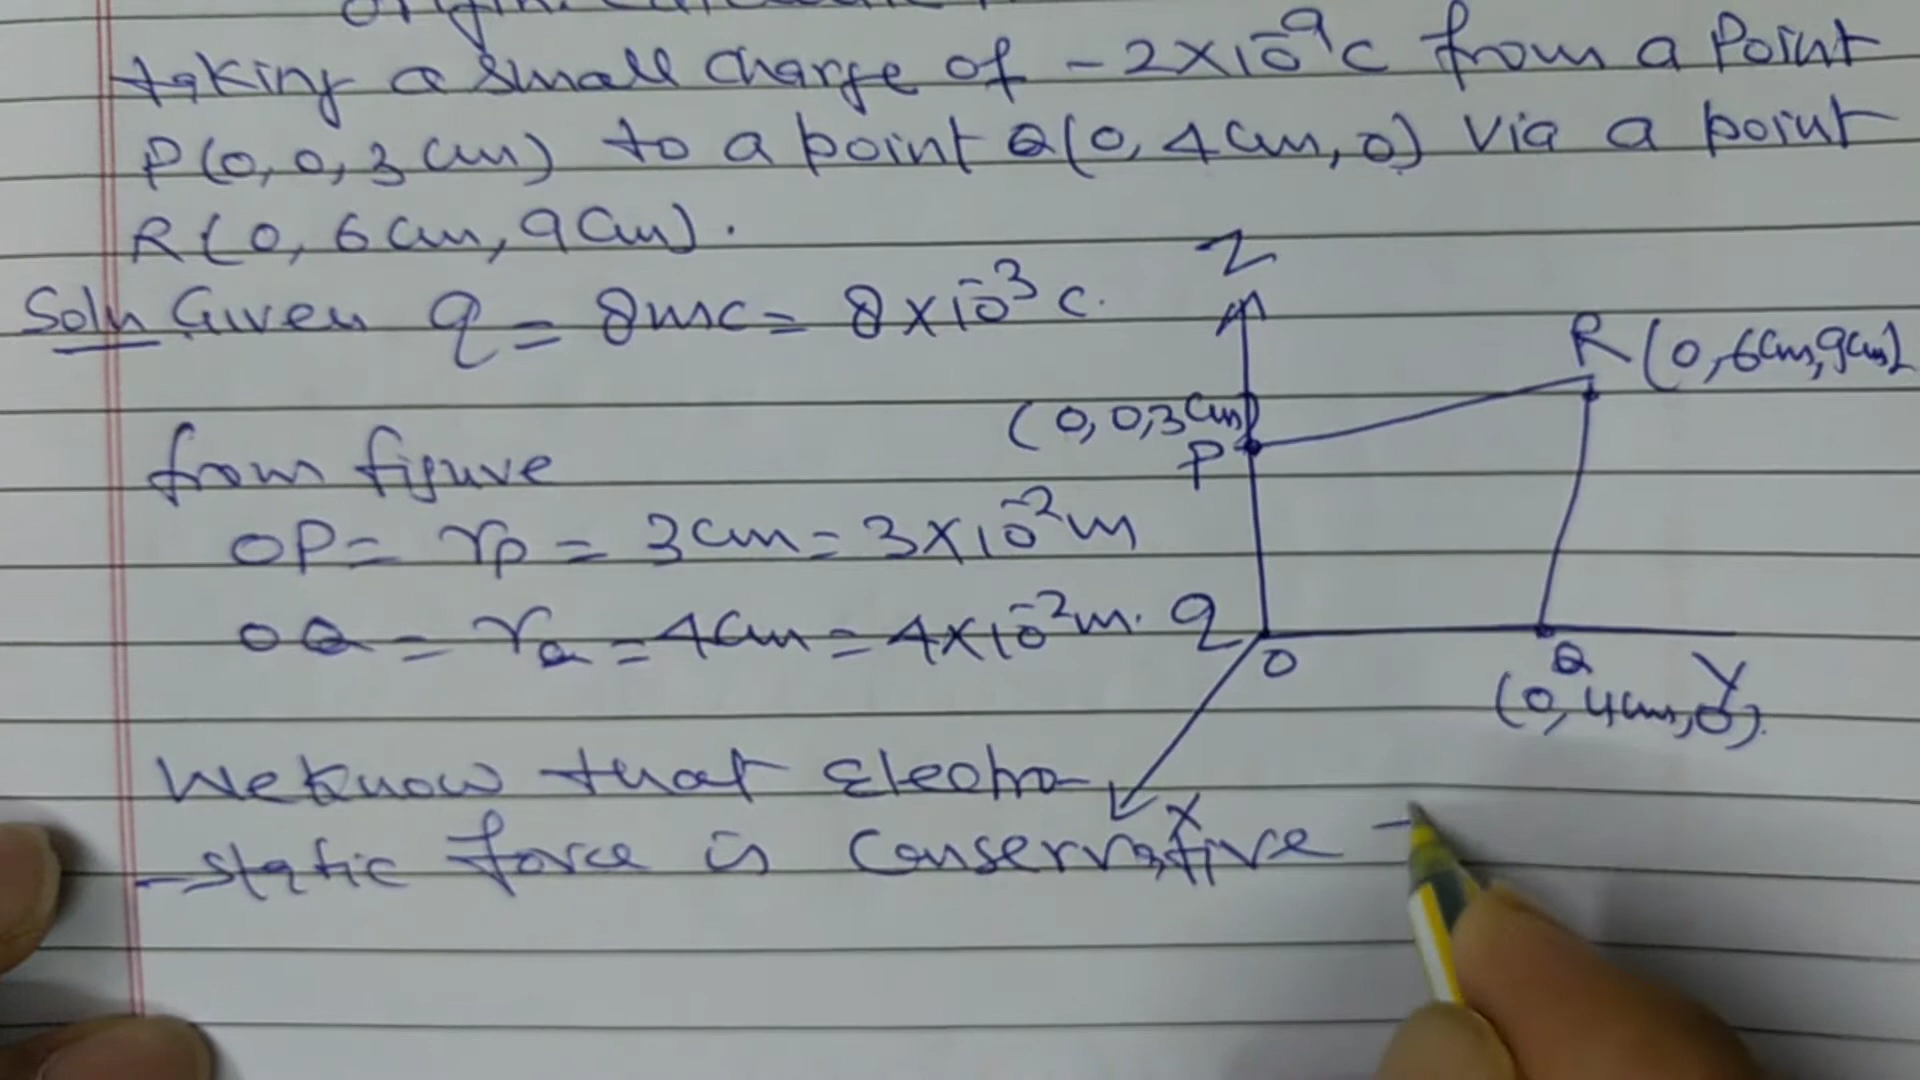 taking a small charge of -2×10⁻⁹c from a Point
P(0,0,3cm) to a point Q(0,4cm,0) via a point
R(0,6cm,9cm).
Soln Given q = 8mc = 8×10⁻³c.
Z
R(0,6cm,9cm)
(0,0,3cm)
P
from figure
OP = rp = 3cm = 3×10⁻²m
OQ = rQ = 4cm = 4×10⁻²m. q
O
Q
Y
(0,4cm,0).
We know that Electro-
X
-static force is Conservative